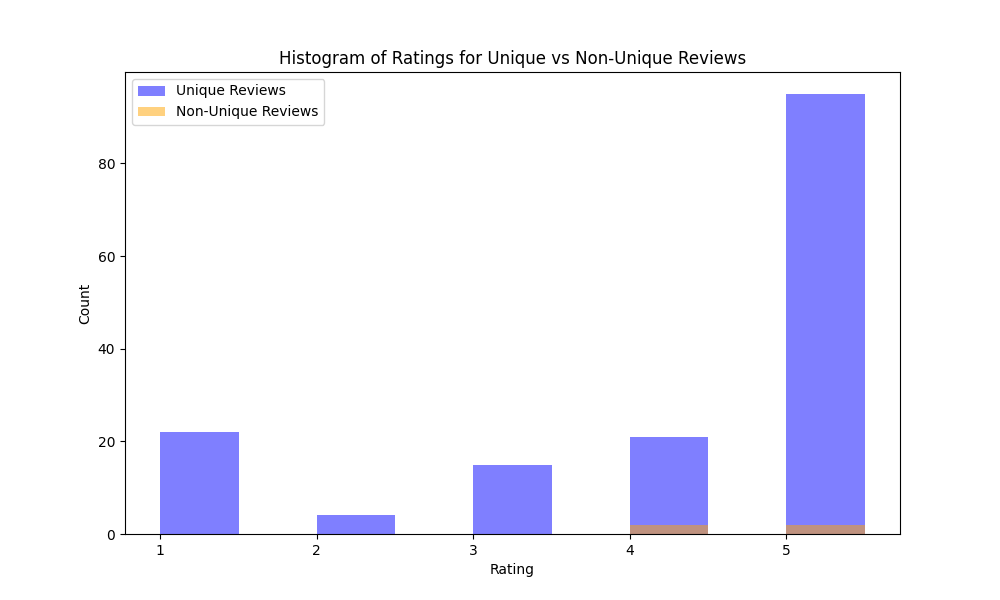 Histogram of Ratings for Unique vs Non-Unique Reviews
Unique Reviews
Non-Unique Reviews
80
60
40
20
0
Count
1 2 3 4 5
Rating